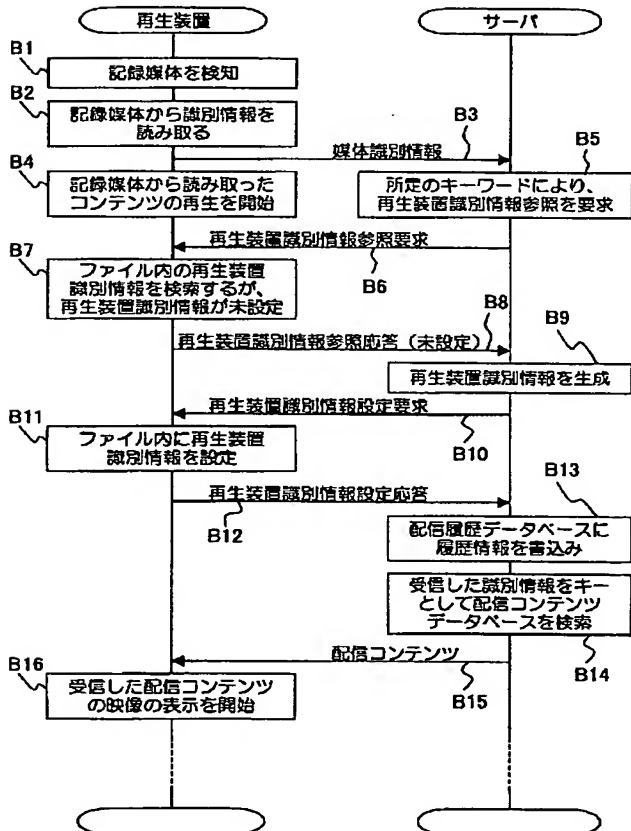 再生装置
サーバ
B1
記録媒体を検知
B2
記録媒体から識別情報を
読み取る
B3
媒体識別情報
B4
記録媒体から読み取った
コンテンツの再生を開始
B5
所定のキーワードにより、
再生装置識別情報参照を要求
再生装置識別情報参照要求
B6
B7
ファイル内の再生装置
識別情報を検索するが、
再生装置識別情報が未設定
B8
再生装置識別情報参照応答(未設定)
B9
再生装置識別情報を生成
再生装置識別情報設定要求
B10
B11
ファイル内に再生装置
識別情報を設定
再生装置識別情報設定応答
B12
B13
配信履歴データベースに
履歴情報を書込み
受信した識別情報をキー
として配信コンテンツ
データベースを検索
B14
配信コンテンツ
B15
B16
受信した配信コンテンツ
の映像の表示を開始